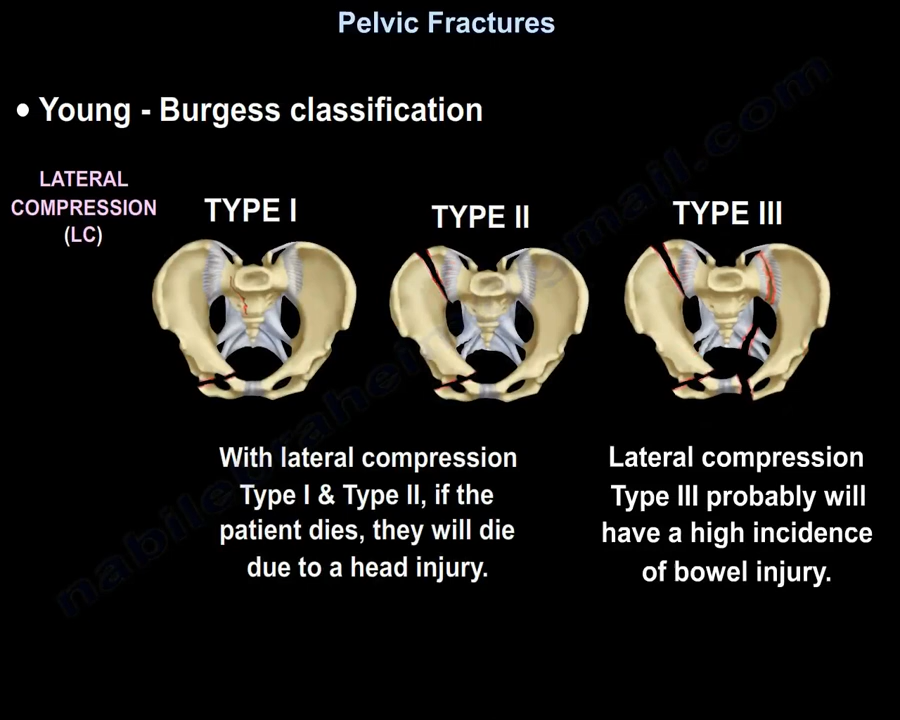 Pelvic Fractures
• Young - Burgess classification
LATERAL
COMPRESSION
(LC)
TYPE I
TYPE II
TYPE III
With lateral compression
Type I & Type II, if the
patient dies, they will die
due to a head injury.
Lateral compression
Type III probably will
have a high incidence
of bowel injury.